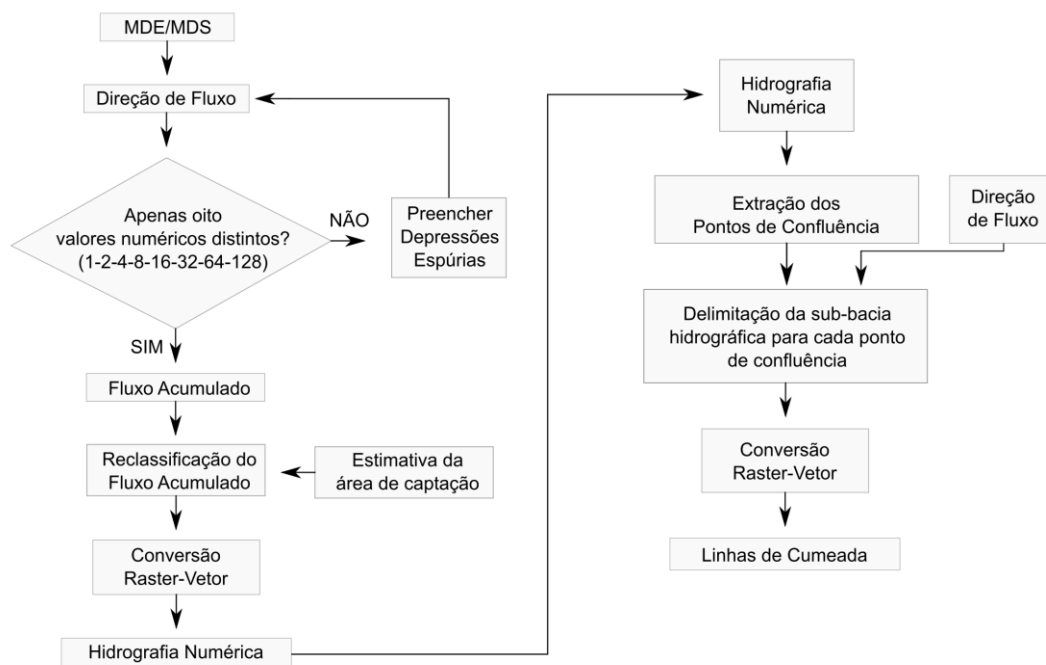 MDE/MDS
Direção de Fluxo
Apenas oito
valores numéricos distintos?
(1-2-4-8-16-32-64-128)
NÃO
Preencher
Depressões
Espúrias
SIM
Fluxo Acumulado
Reclassificação do
Fluxo Acumulado
Estimativa da
área de captação
Conversão
Raster-Vetor
Hidrografia Numérica
Hidrografia
Numérica
Extração dos
Pontos de Confluência
Direção
de Fluxo
Delimitação da sub-bacia
hidrográfica para cada ponto
de confluência
Conversão
Raster-Vetor
Linhas de Cumeada